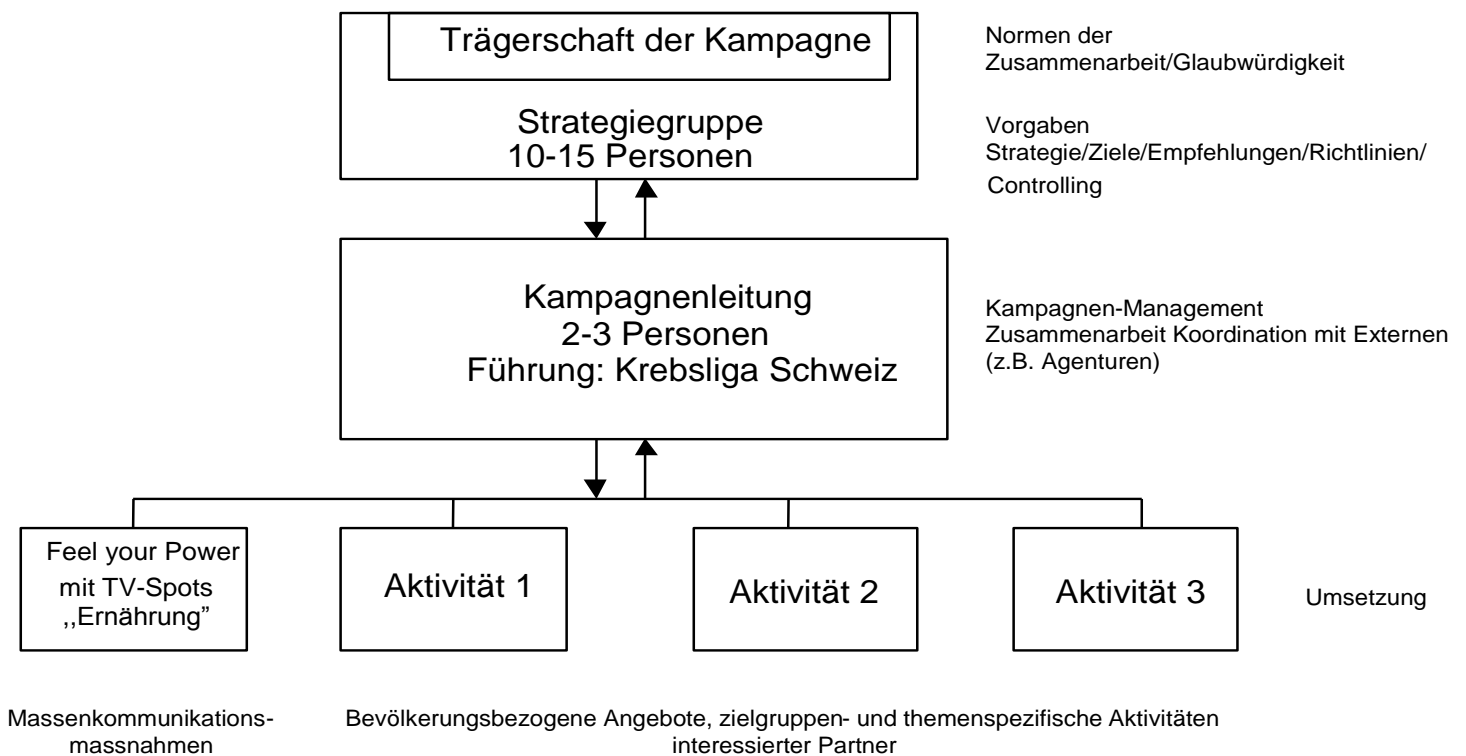 Trägerschaft der Kampagne
Normen der
Zusammenarbeit/Glaubwürdigkeit
Strategiegruppe
10-15 Personen
Vorgaben
Strategie/Ziele/Empfehlungen/Richtlinien/
Controlling
Kampagnenleitung
2-3 Personen
Führung: Krebsliga Schweiz
Kampagnen-Management
Zusammenarbeit Koordination mit Externen
(z.B. Agenturen)
Feel your Power
mit TV-Spots
,,Ernährung”
Aktivität 1
Aktivität 2
Aktivität 3
Umsetzung
Massenkommunikations-
massnahmen
Bevölkerungsbezogene Angebote, zielgruppen- und themenspezifische Aktivitäten
interessierter Partner